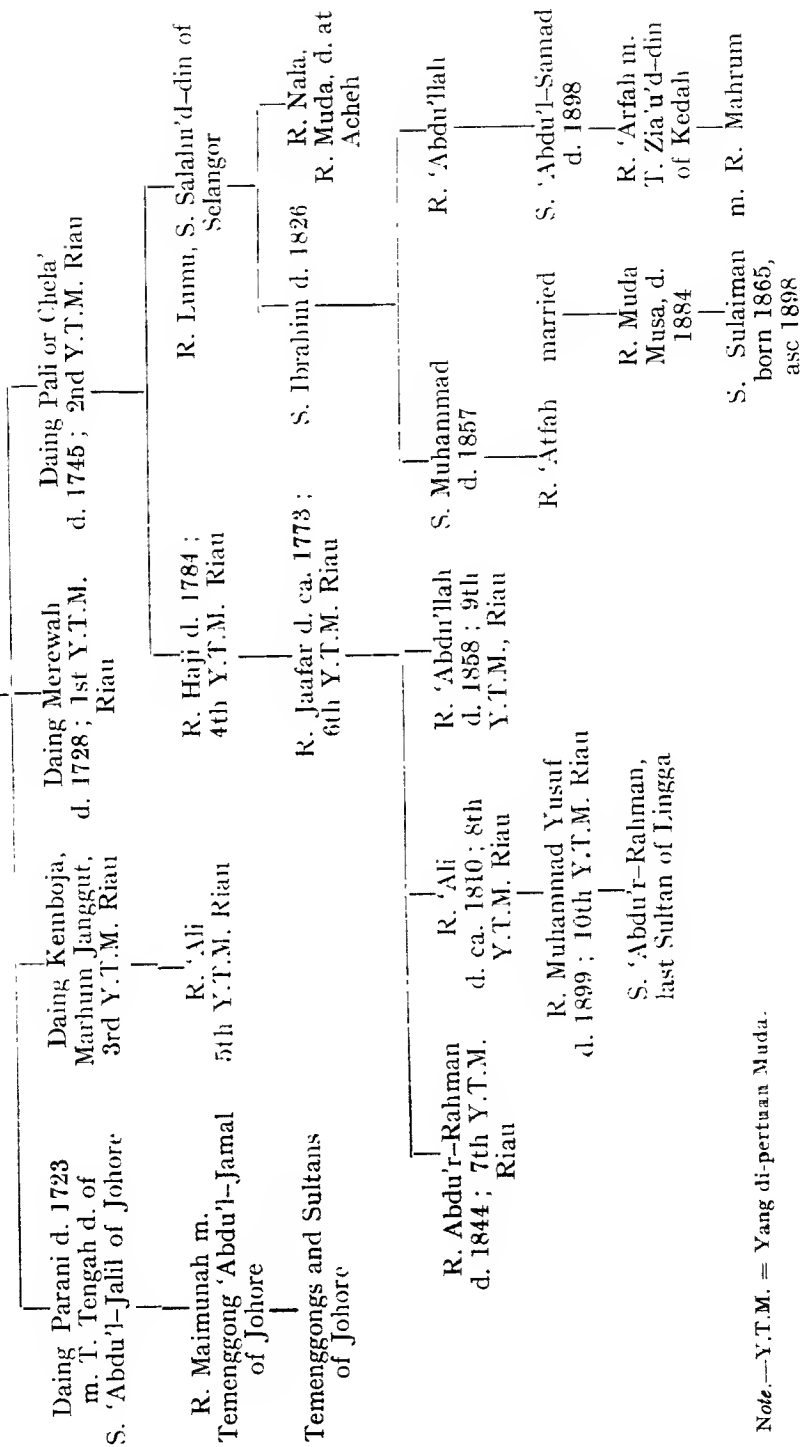 Daing Parani d. 1723
m. T. Tengah d. of
S. ‘Abdu'l–Jalil of Johore
Daing Kemboja,
Marhum Janggut,
3rd Y.T.M. Riau
Daing Merewah
d. 1728 ; 1st Y.T.M.
Riau
Daing Pali or Chela'
d. 1745 ; 2nd Y.T.M. Riau
R. Maimunah m.
Temenggong ‘Abdu'l–Jamal
of Johore
R. ‘Ali
5th Y.T.M. Riau
R. Haji d. 1784 ;
4th Y.T.M. Riau
R. Lumu, S. Salahu'd–din of
Selangor
Temenggongs and Sultans
of Johore
R. Jaafar d. ca. 1773 ;
6th Y.T.M. Riau
S. Ibrahim d. 1826
R. Nala,
R. Muda, d. at
Acheh
R. Abdu'r–Rahman
d. 1844 ; 7th Y.T.M.
Riau
R. ‘Ali
d. ca. 1810 ; 8th
Y.T.M. Riau
R. ‘Abdu'llah
d. 1858 ; 9th
Y.T.M., Riau
S. Muhammad
d. 1857
R. ‘Abdu'llah
R. Muhammad Yusuf
d. 1899 ; 10th Y.T.M. Riau
R. ‘Atfah married
S. ‘Abdu'l–Samad
d. 1898
S. ‘Abdu'r–Rahman,
last Sultan of Lingga
R. Muda
Musa, d.
1884
R. ‘Arfah m.
T. Zia'u'd–din
of Kedah
S. Sulaiman m. R. Mahrum
born 1865,
asc 1898
Note.—Y.T.M. = Yang di-pertuan Muda.